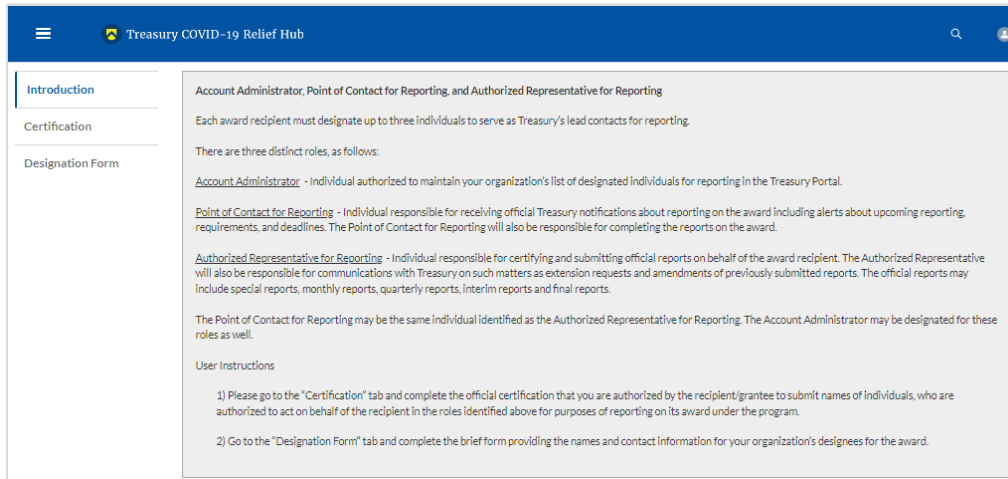 Treasury COVID-19 Relief Hub
Introduction
Certification
Designation Form
Account Administrator, Point of Contact for Reporting, and Authorized Representative for Reporting
Each award recipient must designate up to three individuals to serve as Treasury's lead contacts for reporting.
There are three distinct roles, as follows:
Account Administrator - Individual authorized to maintain your organization's list of designated individuals for reporting in the Treasury Portal.
Point of Contact for Reporting - Individual responsible for receiving official Treasury notifications about reporting on the award including alerts about upcoming reporting,
requirements, and deadlines. The Point of Contact for Reporting will also be responsible for completing the reports on the award.
Authorized Representative for Reporting - Individual responsible for certifying and submitting official reports on behalf of the award recipient. The Authorized Representative
will also be responsible for communications with Treasury on such matters as extension requests and amendments of previously submitted reports. The official reports may
include special reports, monthly reports, quarterly reports, interim reports and final reports.
The Point of Contact for Reporting may be the same individual identified as the Authorized Representative for Reporting. The Account Administrator may be designated for these
roles as well.
User Instructions
1) Please go to the "Certification" tab and complete the official certification that you are authorized by the recipient/grantee to submit names of individuals, who are
authorized to act on behalf of the recipient in the roles identified above for purposes of reporting on its award under the program.
2) Go to the "Designation Form" tab and complete the brief form providing the names and contact information for your organization's designees for the award.